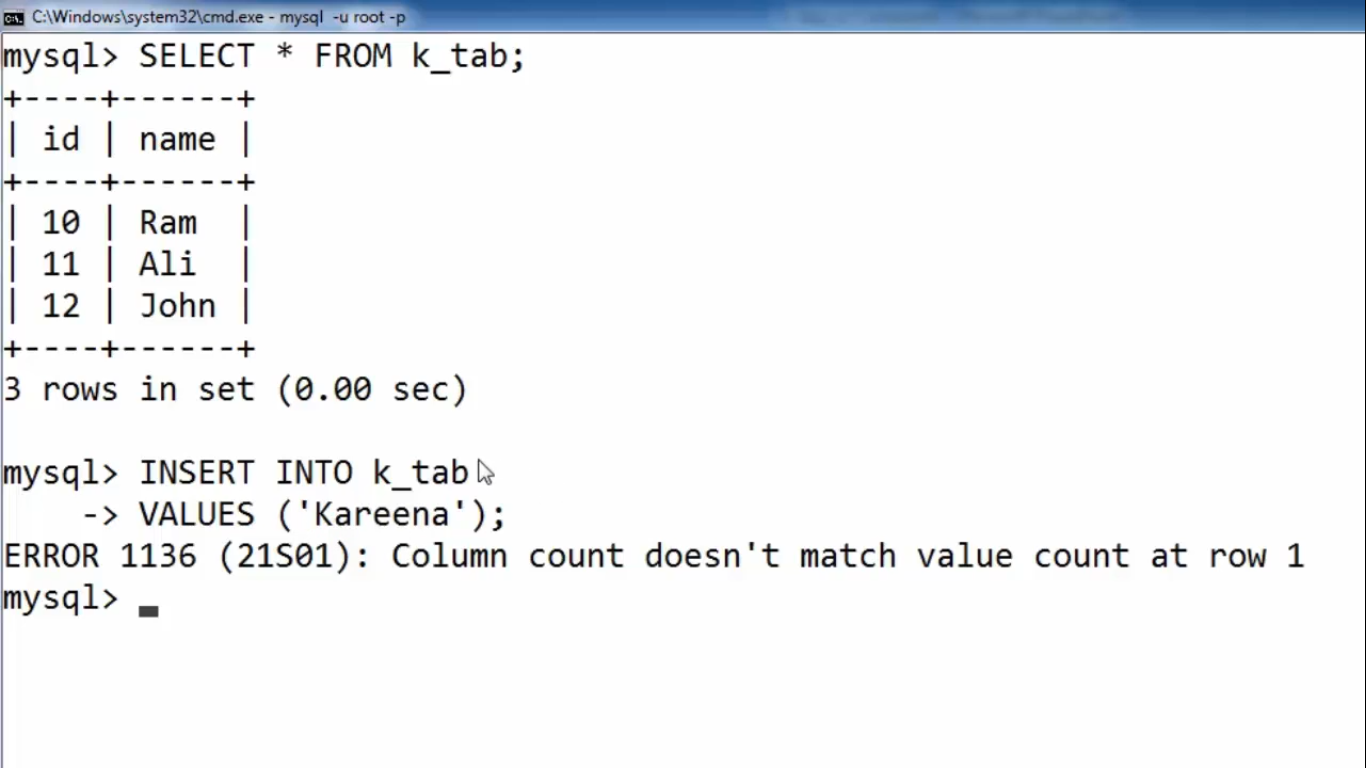 C:\Windows\system32\cmd.exe - mysql  -u root -p
mysql> SELECT * FROM k_tab;
+----+------+
| id | name |
+----+------+
| 10 | Ram  |
| 11 | Ali  |
| 12 | John |
+----+------+
3 rows in set (0.00 sec)
mysql> INSERT INTO k_tab
    -> VALUES ('Kareena');
ERROR 1136 (21S01): Column count doesn't match value count at row 1
mysql>